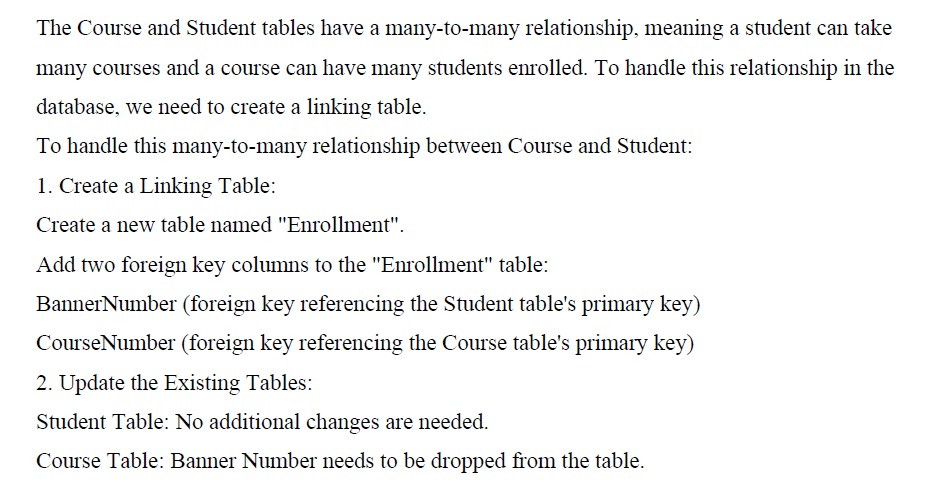 The Course and Student tables have a many-to-many relationship, meaning a student can take
many courses and a course can have many students enrolled. To handle this relationship in the
database, we need to create a linking table.
To handle this many-to-many relationship between Course and Student:
1. Create a Linking Table:
Create a new table named "Enrollment".
Add two foreign key columns to the "Enrollment" table:
BannerNumber (foreign key referencing the Student table's primary key)
CourseNumber (foreign key referencing the Course table's primary key)
2. Update the Existing Tables:
Student Table: No additional changes are needed.
Course Table: Banner Number needs to be dropped from the table.